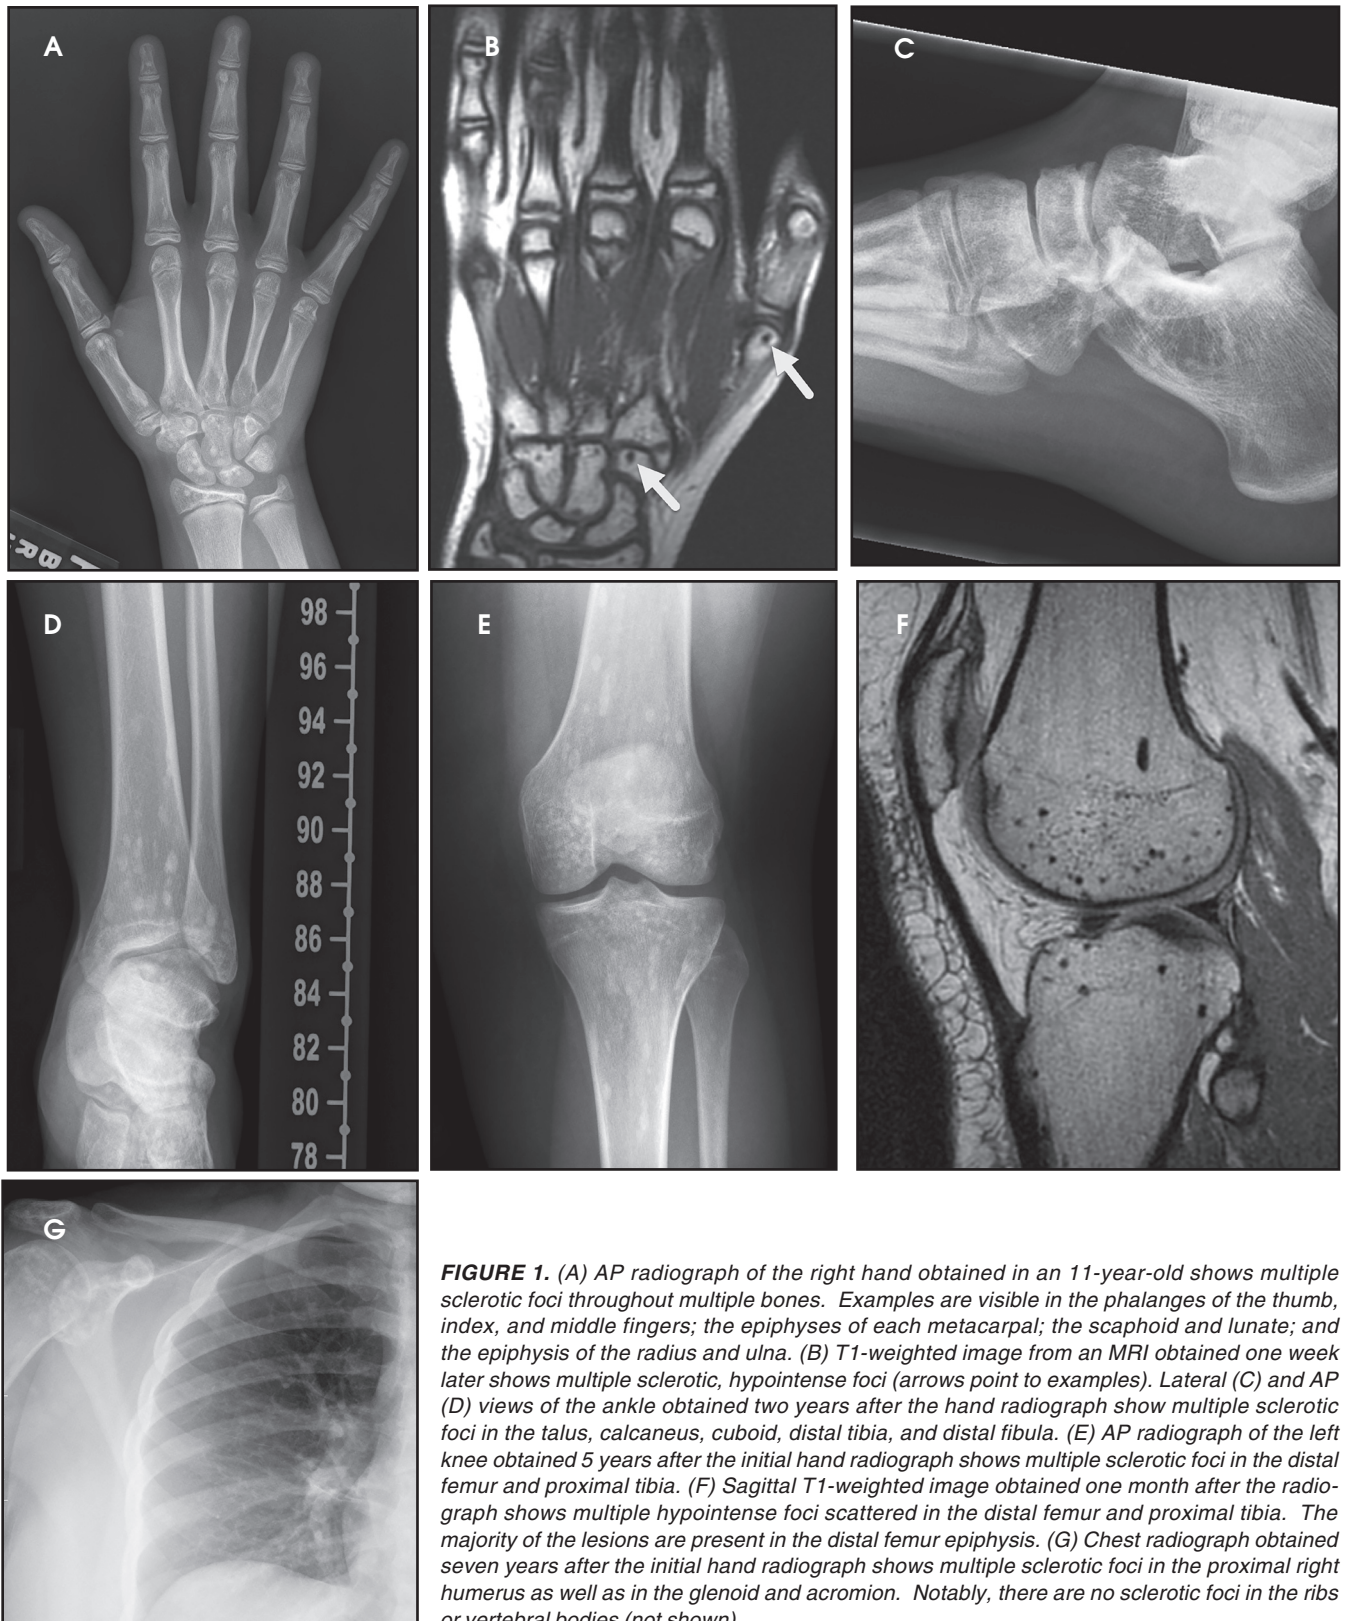 A
B
C
D
E
F
G
98
96
94
92
90
88
86
84
82
80
78
FIGURE 1. (A) AP radiograph of the right hand obtained in an 11-year-old shows multiple
sclerotic foci throughout multiple bones. Examples are visible in the phalanges of the thumb,
index, and middle fingers; the epiphyses of each metacarpal; the scaphoid and lunate; and
the epiphysis of the radius and ulna. (B) T1-weighted image from an MRI obtained one week
later shows multiple sclerotic, hypointense foci (arrows point to examples). Lateral (C) and AP
(D) views of the ankle obtained two years after the hand radiograph show multiple sclerotic
foci in the talus, calcaneus, cuboid, distal tibia, and distal fibula. (E) AP radiograph of the left
knee obtained 5 years after the initial hand radiograph shows multiple sclerotic foci in the distal
femur and proximal tibia. (F) Sagittal T1-weighted image obtained one month after the radio-
graph shows multiple hypointense foci scattered in the distal femur and proximal tibia. The
majority of the lesions are present in the distal femur epiphysis. (G) Chest radiograph obtained
seven years after the initial hand radiograph shows multiple sclerotic foci in the proximal right
humerus as well as in the glenoid and acromion. Notably, there are no sclerotic foci in the ribs
or vertebral bodies (not shown)